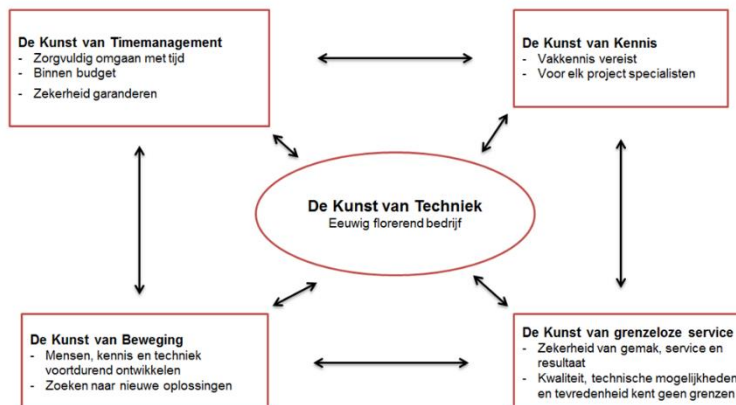 De Kunst van Timemanagement
- Zorgvuldig omgaan met tijd
- Binnen budget
- Zekerheid garanderen
De Kunst van Kennis
- Vakkennis vereist
- Voor elk project specialisten
De Kunst van Techniek
Eeuwig florerend bedrijf
De Kunst van Beweging
- Mensen, kennis en techniek
voortdurend ontwikkelen
- Zoeken naar nieuwe oplossingen
De Kunst van grenzeloze service
- Zekerheid van gemak, service en
resultaat
- Kwaliteit, technische mogelijkheden
en tevredenheid kent geen grenzen